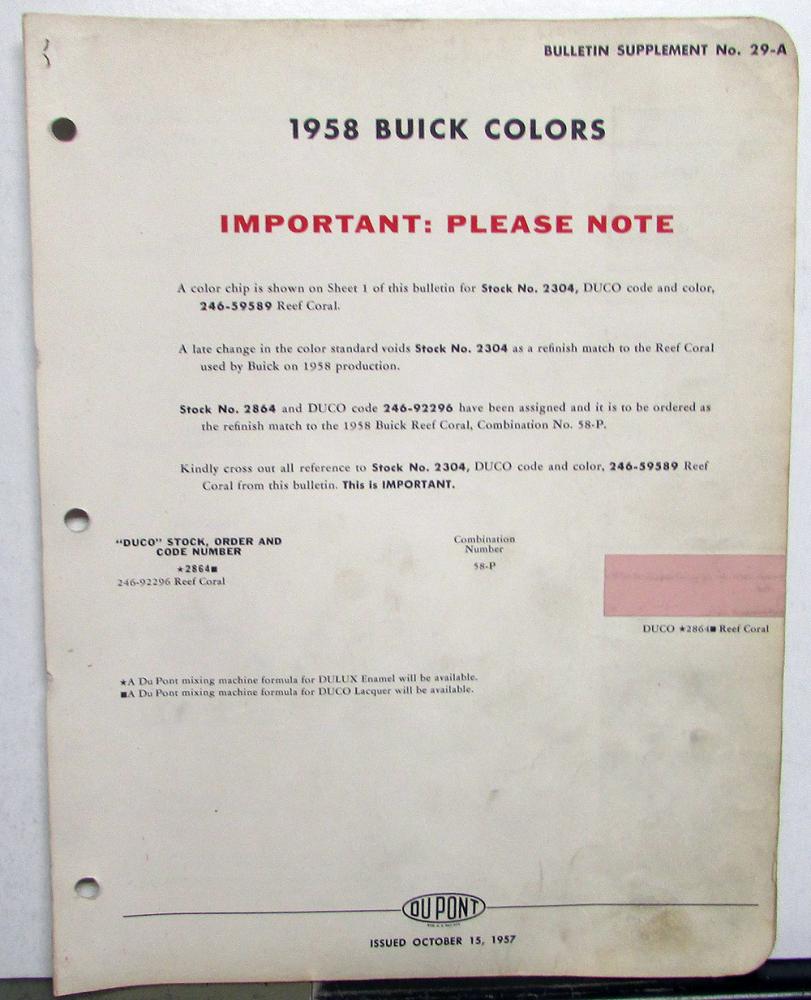 BULLETIN SUPPLEMENT No. 29-A
1958 BUICK COLORS
IMPORTANT: PLEASE NOTE
A color chip is shown on Sheet 1 of this bulletin for Stock No. 2304, DUCO code and color,
246-59589 Reef Coral.
A late change in the color standard voids Stock No. 2304 as a refinish match to the Reef Coral
used by Buick on 1958 production.
Stock No. 2864 and DUCO code 246-92296 have been assigned and it is to be ordered as
the refinish match to the 1958 Buick Reef Coral, Combination No. 58-P.
Kindly cross out all reference to Stock No. 2304, DUCO code and color, 246-59589 Reef
Coral from this bulletin. This is IMPORTANT.
"DUCO" STOCK, ORDER AND
CODE NUMBER
★2864■
246-92296 Reef Coral
Combination
Number
58-P
DUCO ★2864■ Reef Coral
★A Du Pont mixing machine formula for DULUX Enamel will be available.
■A Du Pont mixing machine formula for DUCO Lacquer will be available.
DU PONT
ISSUED OCTOBER 15, 1957